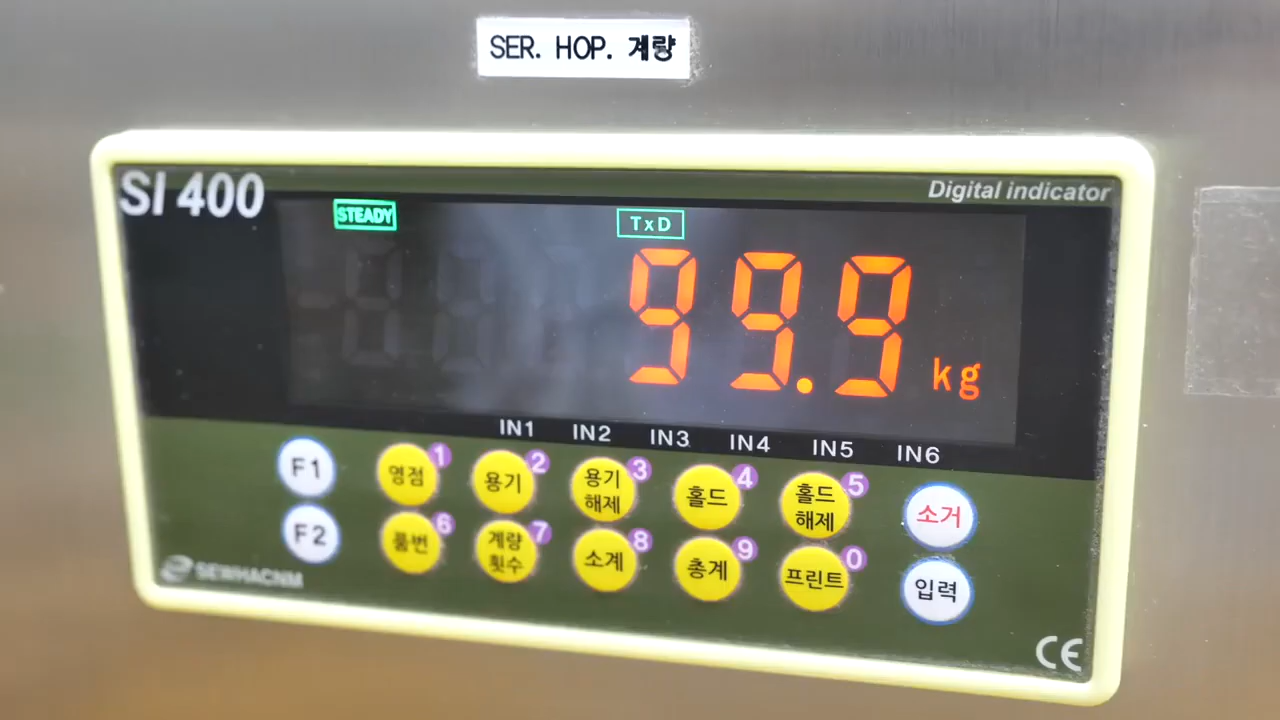 SER. HOP. 계량
SI 400
Digital indicator
STEADY
TxD
99.9 kg
IN1 IN2 IN3 IN4 IN5 IN6
F1
영점 1
용기 2
용기 해제 3
홀드 4
홀드 해제 5
소거
F2
품번 6
계량 횟수 7
소계 8
총계 9
프린트 0
입력
SEWHACNM
CE